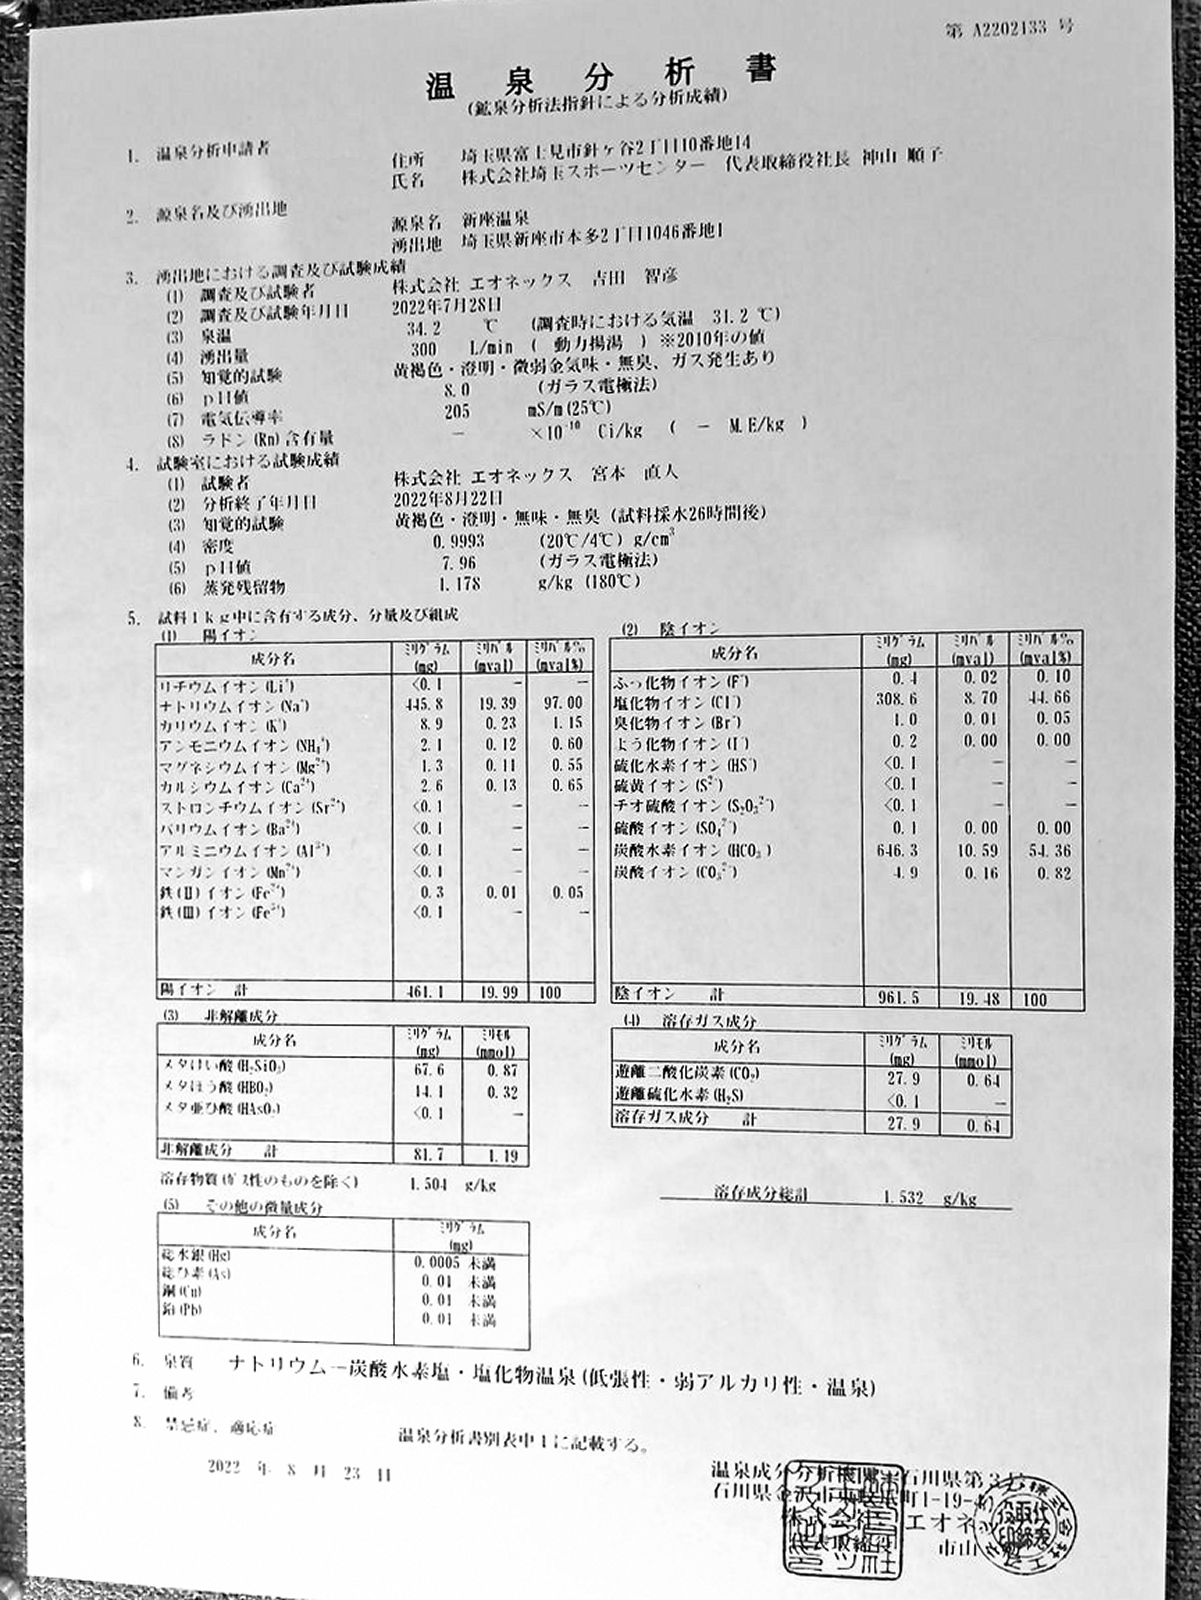 第 A2202133 号
温泉分析書
(鉱泉分析法指針による分析成績)
1. 温泉分析申請者
住所 埼玉県富士見市針ヶ谷2丁目10番地14
氏名 株式会社埼玉スポーツセンター 代表取締役社長 神山 順子
2. 源泉名及び湧出地
源泉名 新座温泉
湧出地 埼玉県新座市本多2丁目1046番地1
3. 湧出地における調査及び試験成績
(1) 調査及び試験者 株式会社 エオネックス 吉田 智彦
(2) 調査及び試験年月日 2022年7月28日
(3) 泉温 34.2 ℃ (調査時における気温 31.2 ℃)
(4) 湧出量 300 L/min ( 動力揚湯 ) ※2010年の値
(5) 知覚的試験 黄褐色・澄明・微弱金気味・無臭、ガス発生あり
(6) pH値 8.0 (ガラス電極法)
(7) 電気伝導率 205 mS/m(25℃)
(8) ラドン(Rn)含有量 － ×10⁻¹⁰ Ci/kg ( － M.E/kg )
4. 試験室における試験成績
(1) 試験者 株式会社 エオネックス 宮本 直人
(2) 分析終了年月日 2022年8月22日
(3) 知覚的試験 黄褐色・澄明・無味・無臭 (試料採水26時間後)
(4) 密度 0.9993 (20℃/4℃) g/cm³
(5) pH値 7.96 (ガラス電極法)
(6) 蒸発残留物 1.178 g/kg (180℃)
5. 試料1kg中に含有する成分、分量及び組成
(1) 陽イオン
成分名 ミリグラム(mg) ミリバル(mval) ミリバル%(mval%)
リチウムイオン(Li⁺) <0.1 － －
ナトリウムイオン(Na⁺) 445.8 19.39 97.00
カリウムイオン(K⁺) 8.9 0.23 1.15
アンモニウムイオン(NH₄⁺) 2.1 0.12 0.60
マグネシウムイオン(Mg²⁺) 1.3 0.11 0.55
カルシウムイオン(Ca²⁺) 2.6 0.13 0.65
ストロンチウムイオン(Sr²⁺) <0.1 － －
バリウムイオン(Ba²⁺) <0.1 － －
アルミニウムイオン(Al³⁺) <0.1 － －
マンガンイオン(Mn²⁺) <0.1 － －
鉄(Ⅱ)イオン(Fe²⁺) 0.3 0.01 0.05
鉄(Ⅲ)イオン(Fe³⁺) <0.1 － －
陽イオン 計 461.1 19.99 100
(2) 陰イオン
成分名 ミリグラム(mg) ミリバル(mval) ミリバル%(mval%)
ふっ化物イオン(F⁻) 0.4 0.02 0.10
塩化物イオン(Cl⁻) 308.6 8.70 44.66
臭化物イオン(Br⁻) 1.0 0.01 0.05
よう化物イオン(I⁻) 0.2 0.00 0.00
硫化水素イオン(HS⁻) <0.1 － －
硫黄イオン(S²⁻) <0.1 － －
チオ硫酸イオン(S₂O₃²⁻) <0.1 － －
硫酸イオン(SO₄²⁻) 0.1 0.00 0.00
炭酸水素イオン(HCO₃⁻) 646.3 10.59 54.36
炭酸イオン(CO₃²⁻) 4.9 0.16 0.82
陰イオン 計 961.5 19.48 100
(3) 非解離成分
成分名 ミリグラム(mg) ミリモル(mmol)
メタけい酸(H₂SiO₃) 67.6 0.87
メタほう酸(HBO₂) 14.1 0.32
メタ亜ひ酸(HAsO₂) <0.1 －
非解離成分 計 81.7 1.19
(4) 溶存ガス成分
成分名 ミリグラム(mg) ミリモル(mmol)
遊離二酸化炭素(CO₂) 27.9 0.64
遊離硫化水素(H₂S) <0.1 －
溶存ガス成分 計 27.9 0.64
溶存物質(ガス性のものを除く) 1.504 g/kg
溶存成分総計 1.532 g/kg
(5) その他の微量成分
成分名 ミリグラム(mg)
総水銀(Hg) 0.0005 未満
総ひ素(As) 0.01 未満
銅(Cu) 0.01 未満
鉛(Pb) 0.01 未満
6. 泉質 ナトリウム－炭酸水素塩・塩化物温泉(低張性・弱アルカリ性・温泉)
7. 備考
8. 禁忌症、適応症 温泉分析書別表中1に記載する。
2022 年 8 月 23 日
温泉成分分析機関 石川県第3
石川県金沢市 町1-19-4
株式会社 エオネックス
代表取締役 市山